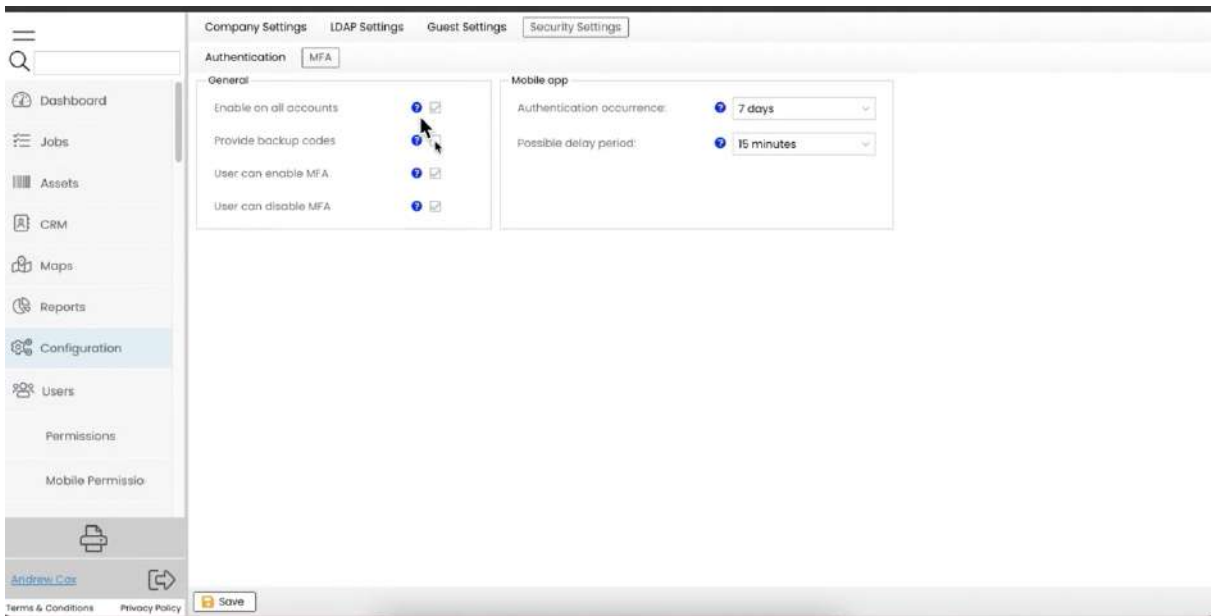 Company Settings LDAP Settings Guest Settings Security Settings
Authentication MFA
General
Enable on all accounts
Provide backup codes
User can enable MFA
User can disable MFA
Mobile app
Authentication occurrence: 7 days
Possible delay period: 15 minutes
Dashboard
Jobs
Assets
CRM
Maps
Reports
Configuration
Users
Permissions
Mobile Permissio
Andrew Cox
Terms & Conditions Privacy Policy
Save